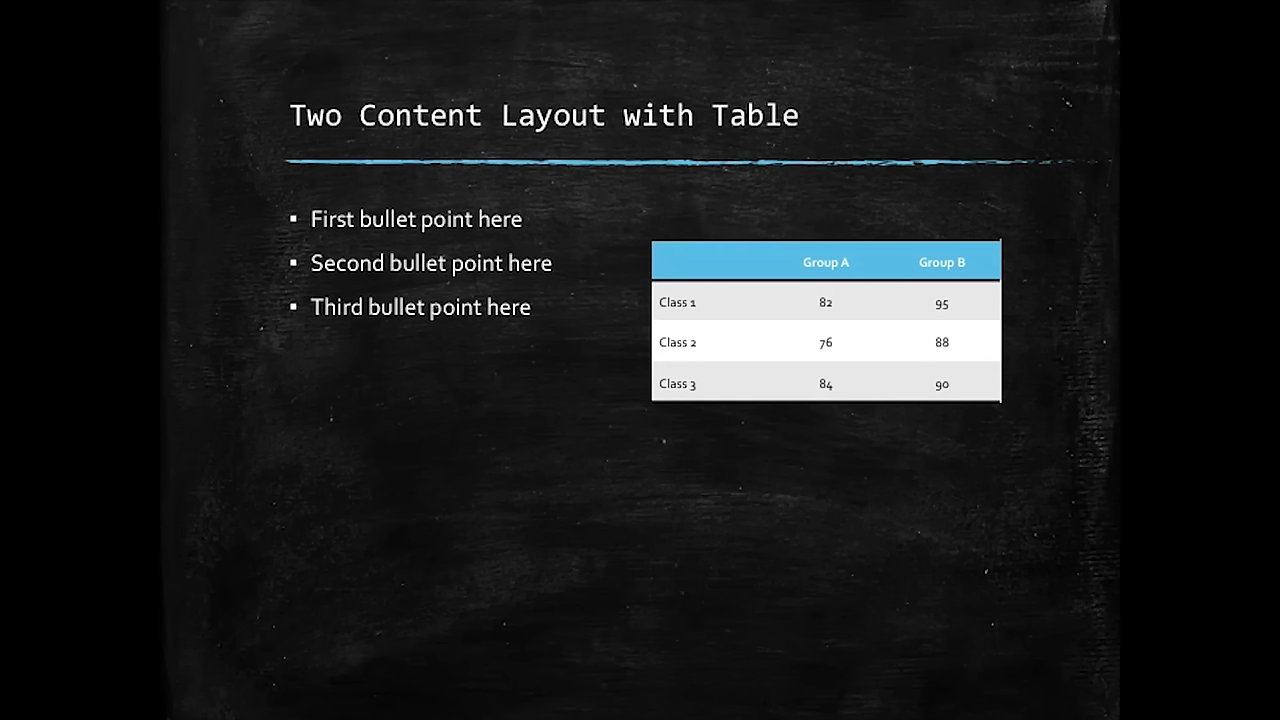 Two Content Layout with Table
▪ First bullet point here
▪ Second bullet point here
▪ Third bullet point here
Group A Group B
Class 1 82 95
Class 2 76 88
Class 3 84 90